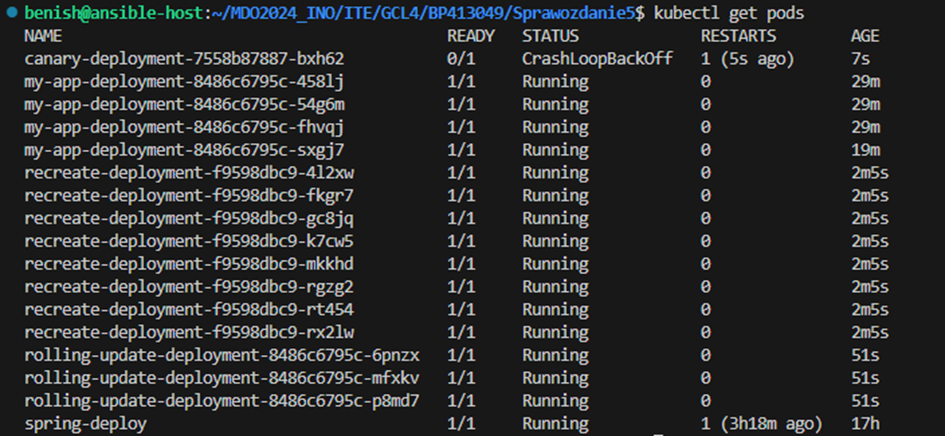 benish@ansible-host:~/MDO2024_INO/ITE/GCL4/BP413049/Sprawozdanie5$ kubectl get pods
NAME READY STATUS RESTARTS AGE
canary-deployment-7558b87887-bxh62 0/1 CrashLoopBackOff 1 (5s ago) 7s
my-app-deployment-8486c6795c-458lj 1/1 Running 0 29m
my-app-deployment-8486c6795c-54g6m 1/1 Running 0 29m
my-app-deployment-8486c6795c-fhvqj 1/1 Running 0 29m
my-app-deployment-8486c6795c-sxgj7 1/1 Running 0 19m
recreate-deployment-f9598dbc9-4l2xw 1/1 Running 0 2m5s
recreate-deployment-f9598dbc9-fkgr7 1/1 Running 0 2m5s
recreate-deployment-f9598dbc9-gc8jq 1/1 Running 0 2m5s
recreate-deployment-f9598dbc9-k7cw5 1/1 Running 0 2m5s
recreate-deployment-f9598dbc9-mkkhd 1/1 Running 0 2m5s
recreate-deployment-f9598dbc9-rgzg2 1/1 Running 0 2m5s
recreate-deployment-f9598dbc9-rt454 1/1 Running 0 2m5s
recreate-deployment-f9598dbc9-rx2lw 1/1 Running 0 2m5s
rolling-update-deployment-8486c6795c-6pnzx 1/1 Running 0 51s
rolling-update-deployment-8486c6795c-mfxkv 1/1 Running 0 51s
rolling-update-deployment-8486c6795c-p8md7 1/1 Running 0 51s
spring-deploy 1/1 Running 1 (3h18m ago) 17h